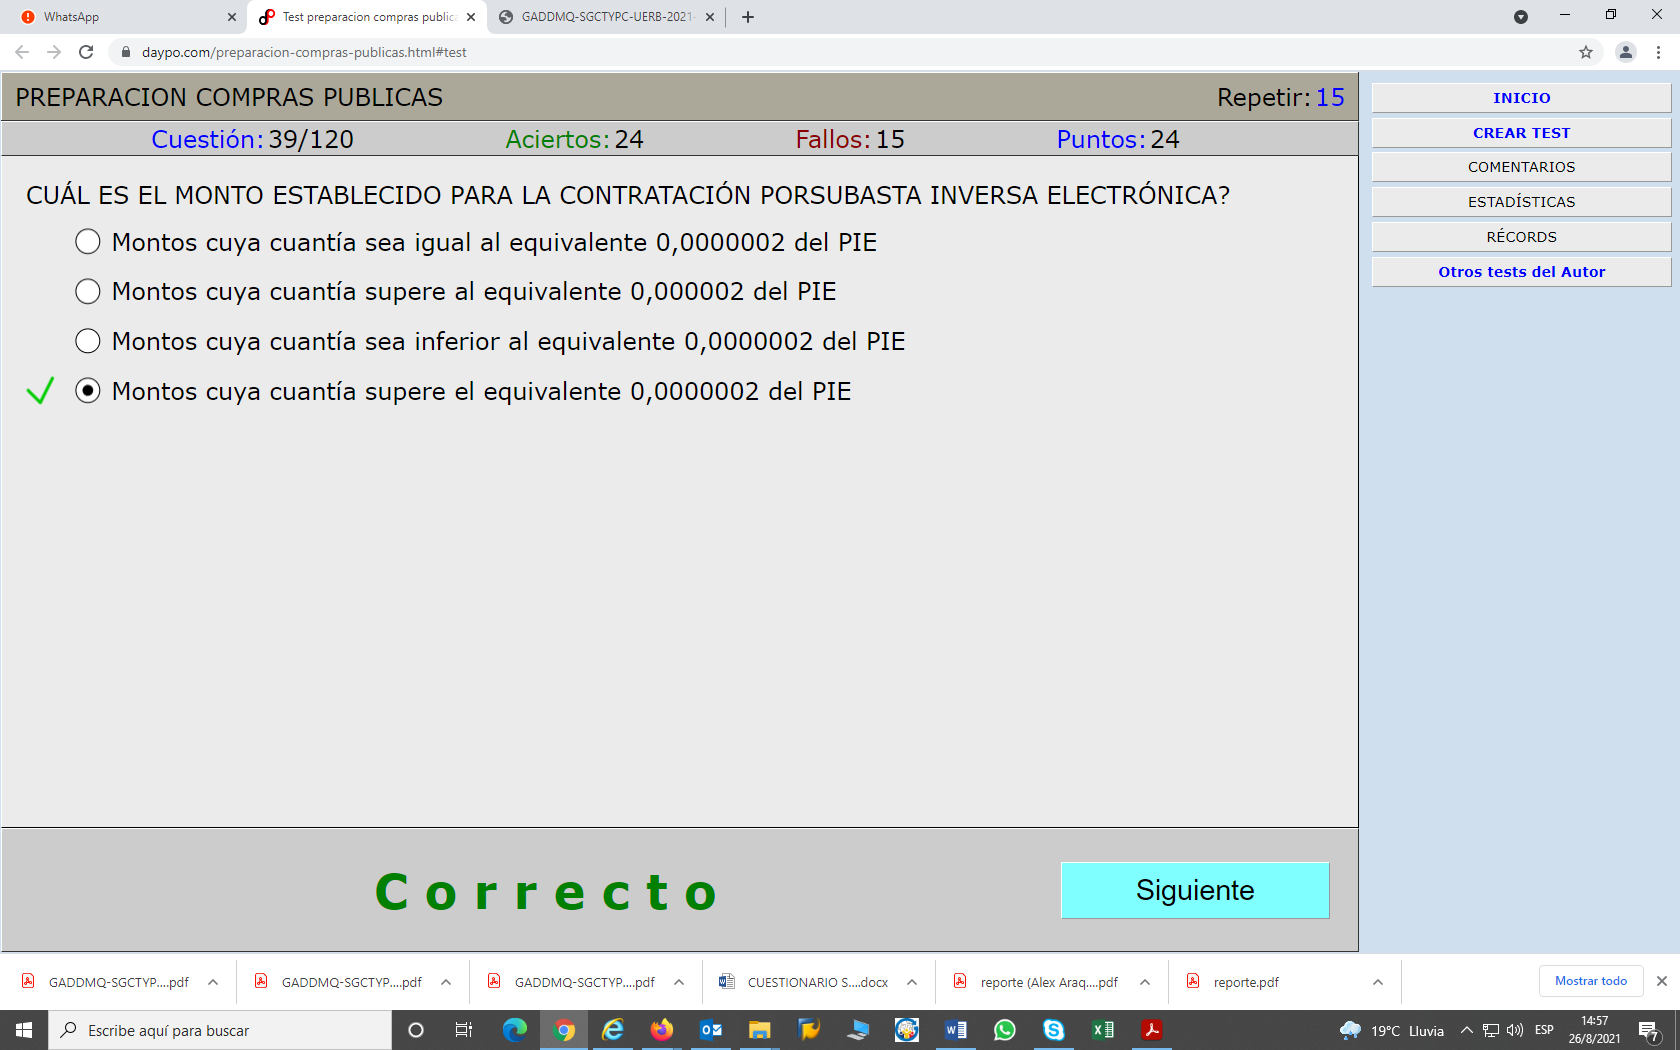 WhatsApp
Test preparacion compras publica
GADDMQ-SGCTYPC-UERB-2021-
daypo.com/preparacion-compras-publicas.html#test
PREPARACION COMPRAS PUBLICAS
Repetir: 15
Cuestión: 39/120
Aciertos: 24
Fallos: 15
Puntos: 24
CUÁL ES EL MONTO ESTABLECIDO PARA LA CONTRATACIÓN PORSUBASTA INVERSA ELECTRÓNICA?
Montos cuya cuantía sea igual al equivalente 0,0000002 del PIE
Montos cuya cuantía supere al equivalente 0,000002 del PIE
Montos cuya cuantía sea inferior al equivalente 0,0000002 del PIE
Montos cuya cuantía supere el equivalente 0,0000002 del PIE
Correcto
Siguiente
INICIO
CREAR TEST
COMENTARIOS
ESTADÍSTICAS
RÉCORDS
Otros tests del Autor
GADDMQ-SGCTYP....pdf
GADDMQ-SGCTYP....pdf
GADDMQ-SGCTYP....pdf
CUESTIONARIO S....docx
reporte (Alex Araq....pdf
reporte.pdf
Mostrar todo
Escribe aquí para buscar
19°C Lluvia
ESP
14:57
26/8/2021
7